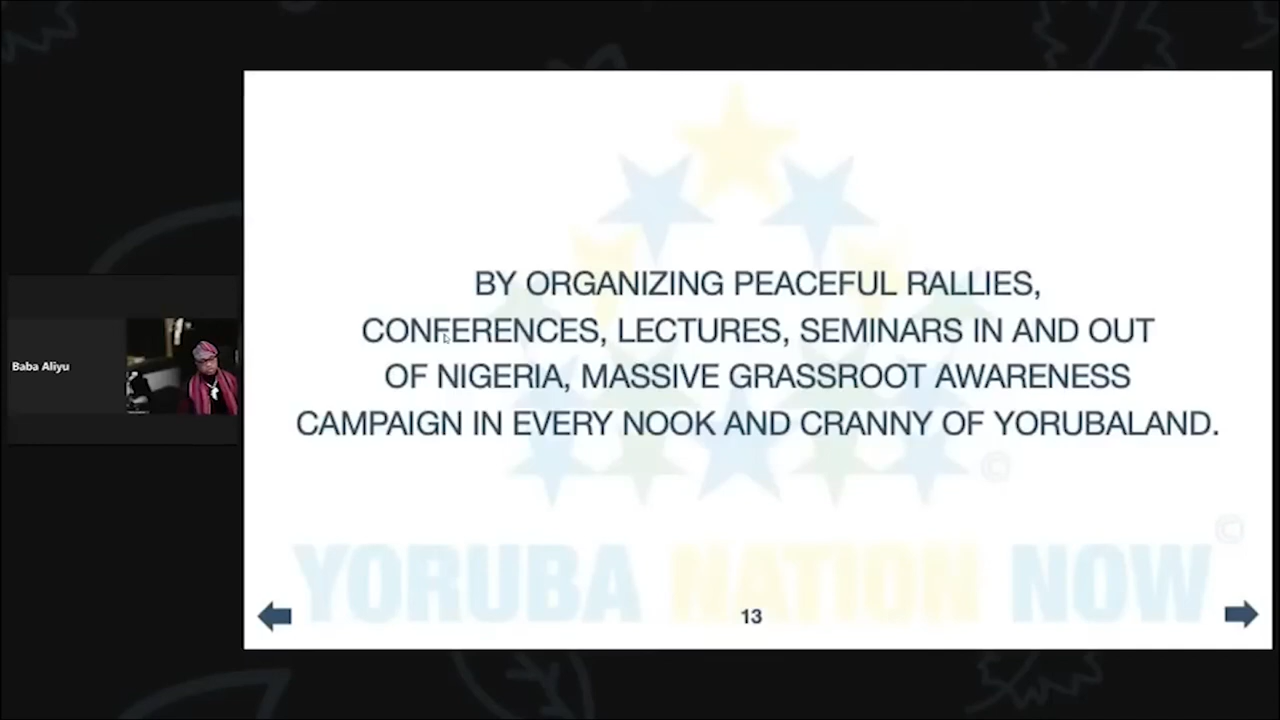 BY ORGANIZING PEACEFUL RALLIES,
CONFERENCES, LECTURES, SEMINARS IN AND OUT
OF NIGERIA, MASSIVE GRASSROOT AWARENESS
CAMPAIGN IN EVERY NOOK AND CRANNY OF YORUBALAND.
©
©
YORUBA NATION NOW
13
Baba Aliyu